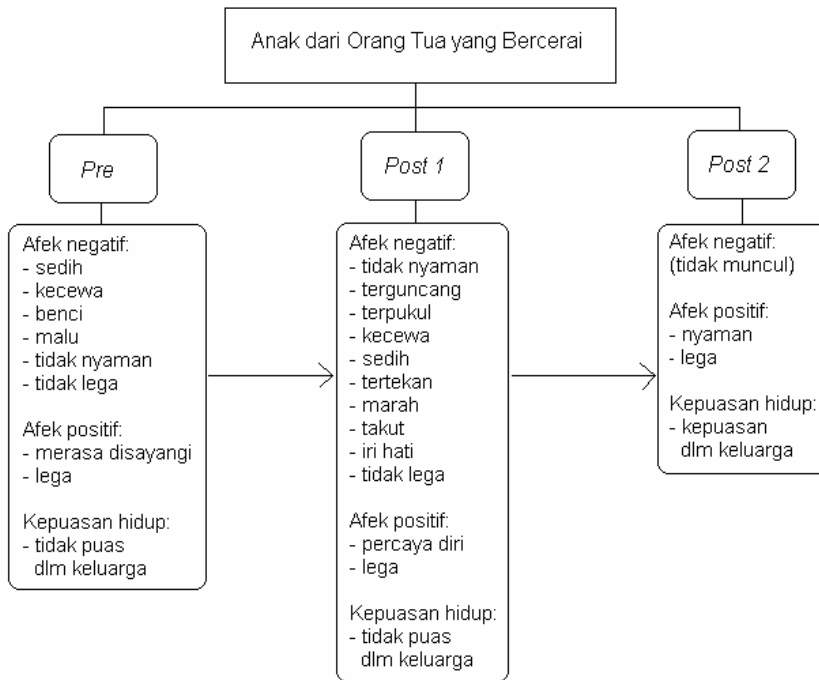 Anak dari Orang Tua yang Bercerai
Pre
Post 1
Post 2
Afek negatif:
- sedih
- kecewa
- benci
- malu
- tidak nyaman
- tidak lega
Afek positif:
- merasa disayangi
- lega
Kepuasan hidup:
- tidak puas
dlm keluarga
Afek negatif:
- tidak nyaman
- terguncang
- terpukul
- kecewa
- sedih
- tertekan
- marah
- takut
- iri hati
- tidak lega
Afek positif:
- percaya diri
- lega
Kepuasan hidup:
- tidak puas
dlm keluarga
Afek negatif:
(tidak muncul)
Afek positif:
- nyaman
- lega
Kepuasan hidup:
- kepuasan
dlm keluarga